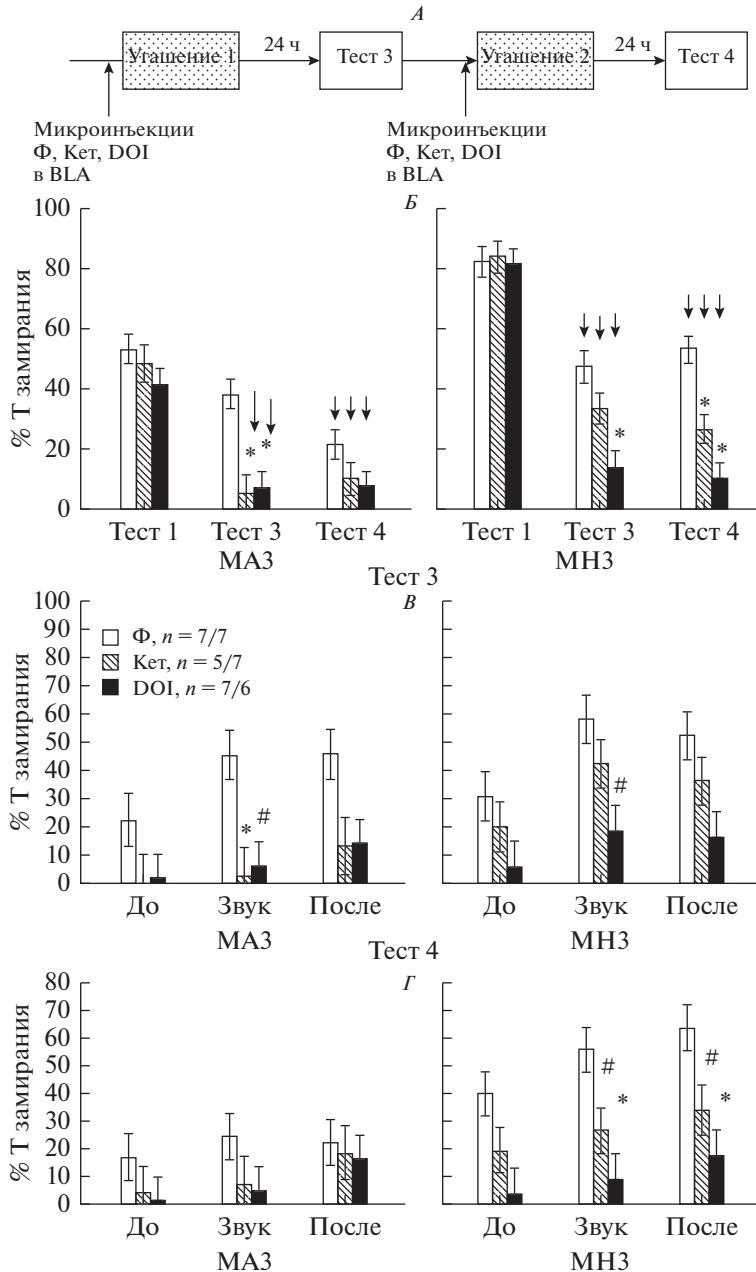 А
Угашение 1
24 ч
Тест 3
Угашение 2
24 ч
Тест 4
Микроинъекции
Ф, Кет, DOI
в BLA
Микроинъекции
Ф, Кет, DOI
в BLA
Б
% Т замирания
100
80
60
40
20
0
* *
*
*
*
Тест 1 Тест 3 Тест 4
МАЗ
Тест 1 Тест 3 Тест 4
МНЗ
Тест 3
В
% Т замирания
100
90
80
70
60
50
40
30
20
10
0
Ф, n = 7/7
Кет, n = 5/7
DOI, n = 7/6
* #
#
До Звук После
МАЗ
До Звук После
МНЗ
Тест 4
Г
% Т замирания
80
70
60
50
40
30
20
10
0
# *
# *
До Звук После
МАЗ
До Звук После
МНЗ